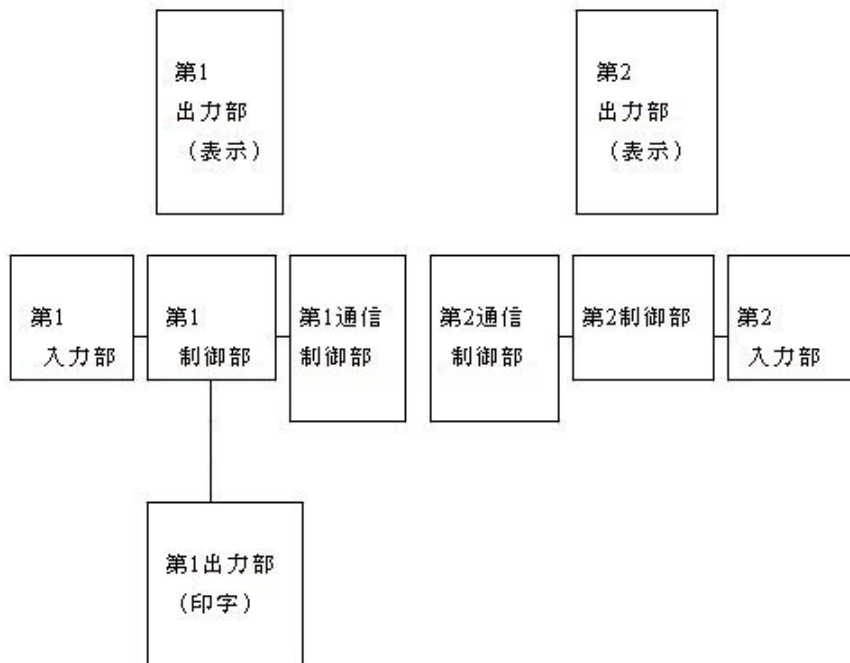 第1
出力部
（表示）
第2
出力部
（表示）
第1
入力部
第1
制御部
第1通信
制御部
第2通信
制御部
第2制御部
第2
入力部
第1出力部
（印字）